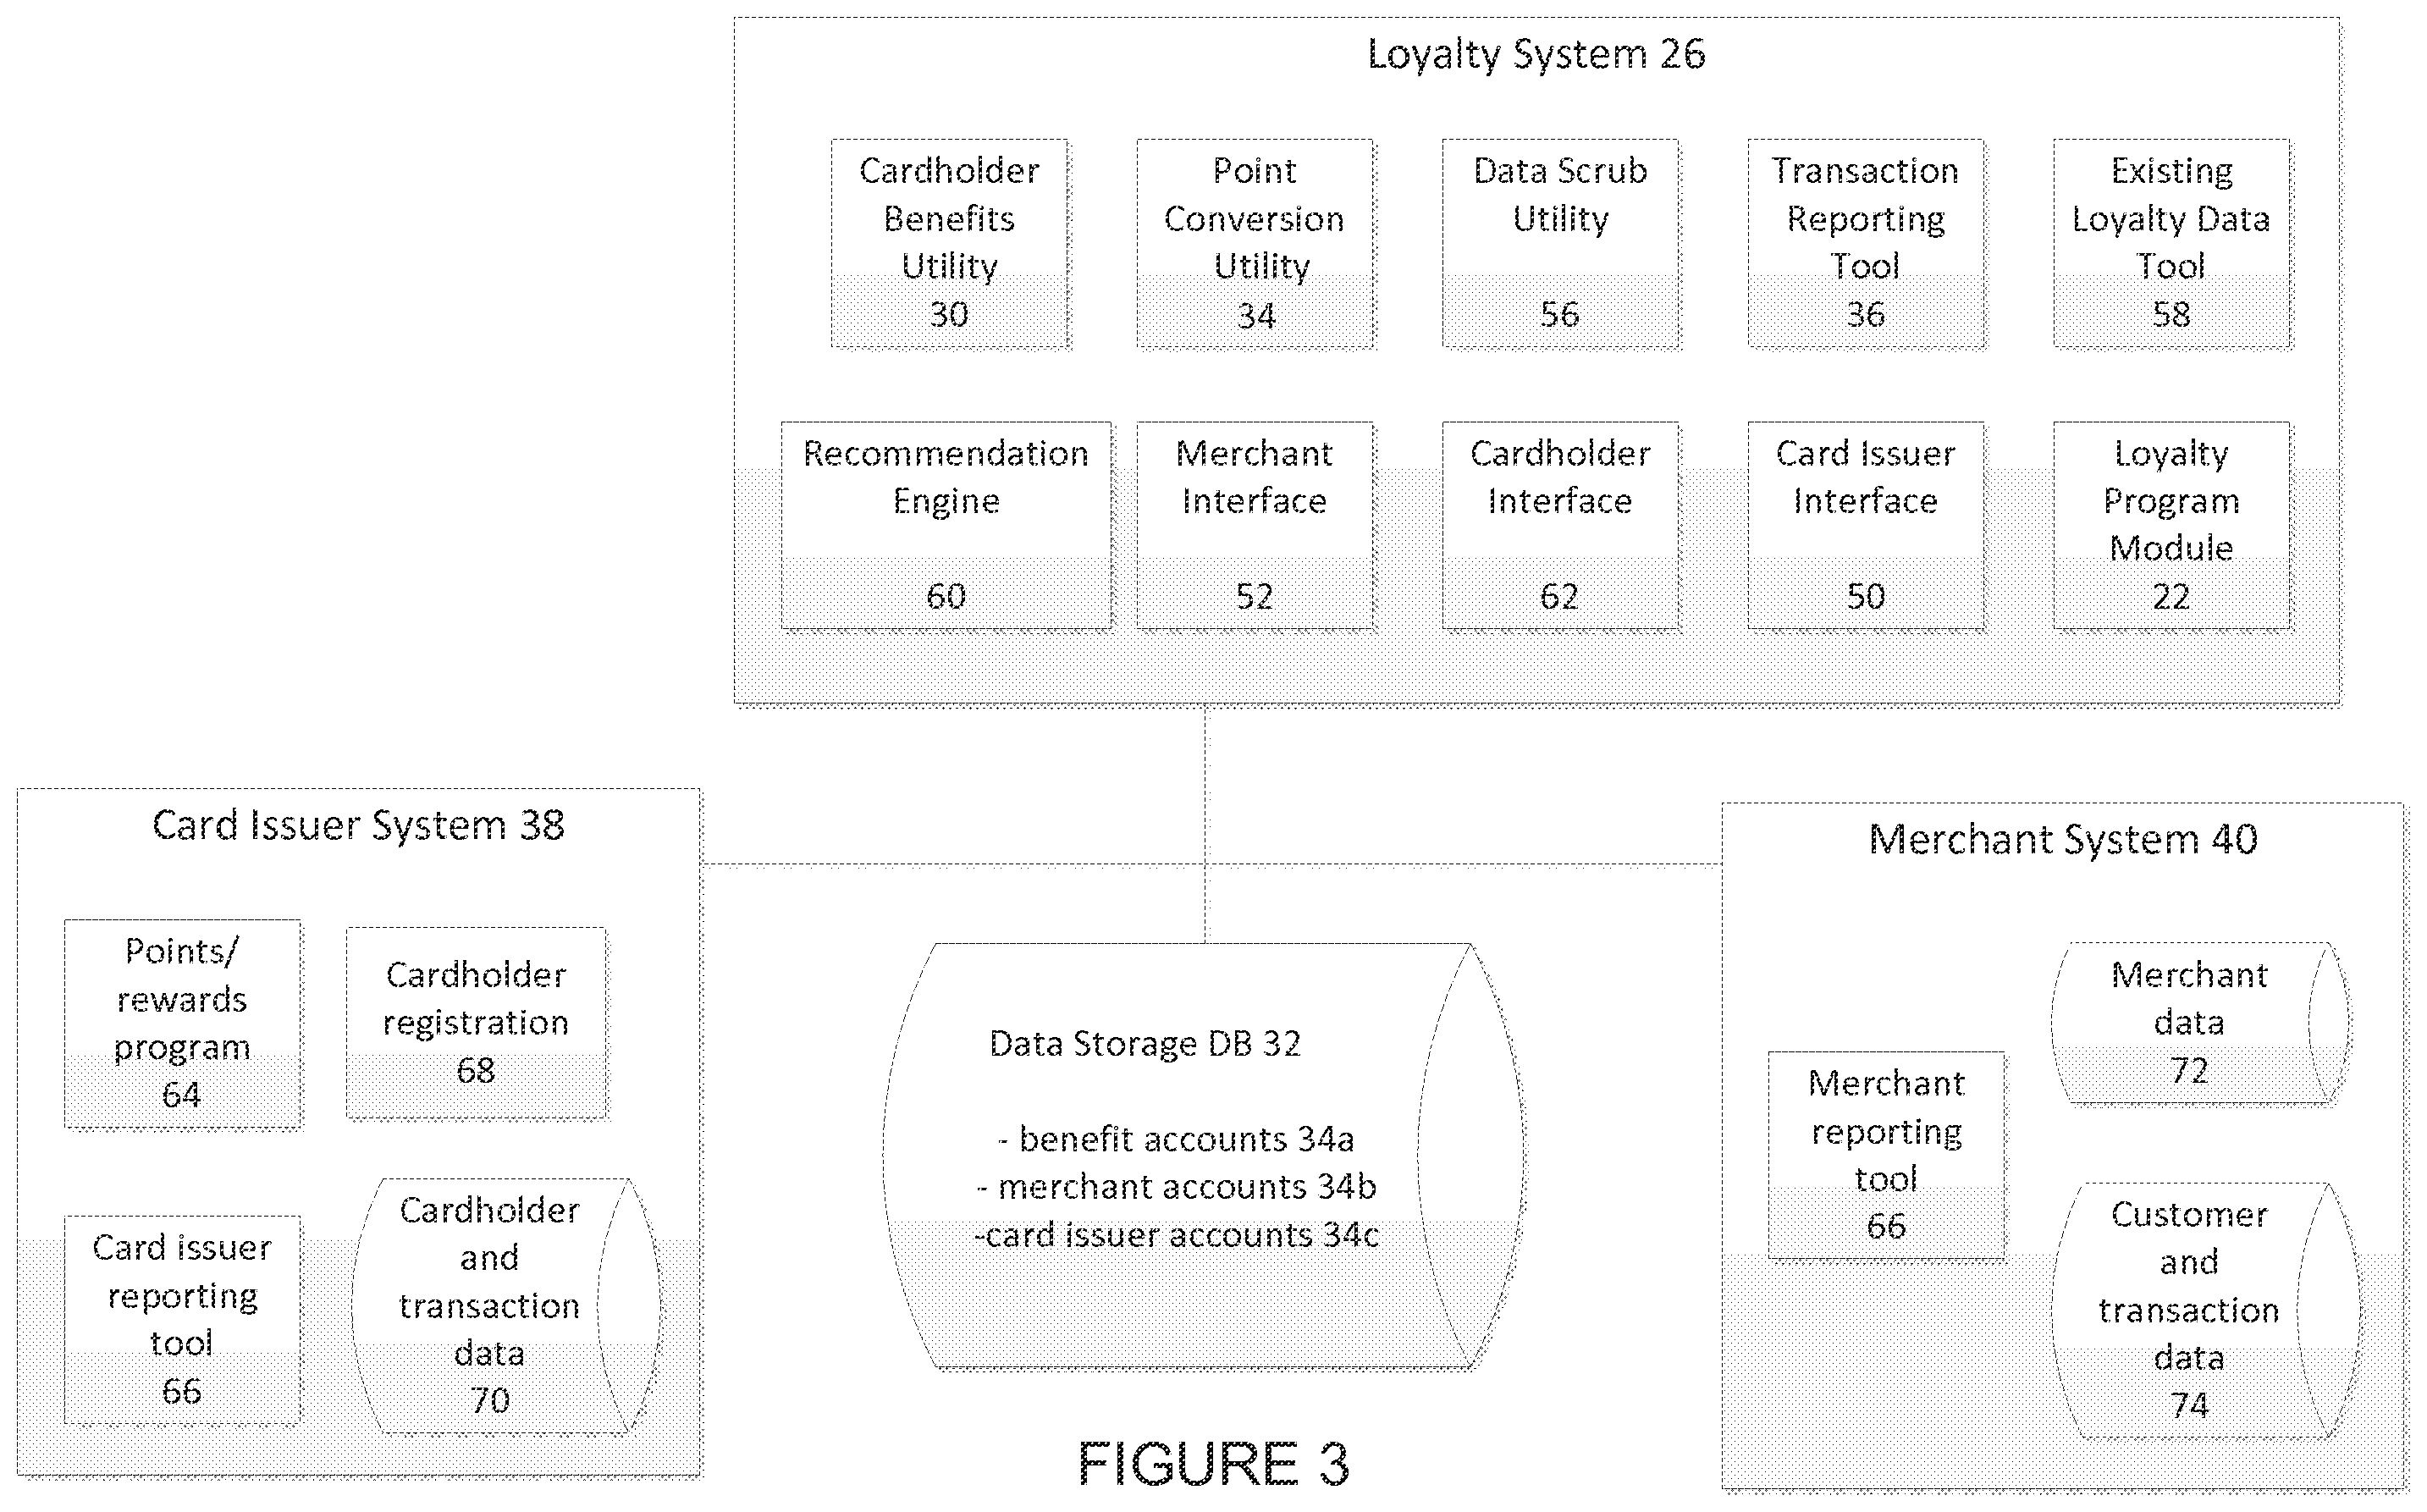 Loyalty System 26
Cardholder
Benefits
Utility
30
Point
Conversion
Utility
34
Data Scrub
Utility
56
Transaction
Reporting
Tool
36
Existing
Loyalty Data
Tool
58
Recommendation
Engine
60
Merchant
Interface
52
Cardholder
Interface
62
Card Issuer
Interface
50
Loyalty
Program
Module
22
Card Issuer System 38
Points/
rewards
program
64
Cardholder
registration
68
Card issuer
reporting
tool
66
Cardholder
and
transaction
data
70
Data Storage DB 32
- benefit accounts 34a
- merchant accounts 34b
-card issuer accounts 34c
Merchant System 40
Merchant
data
72
Merchant
reporting
tool
66
Customer
and
transaction
data
74
FIGURE 3